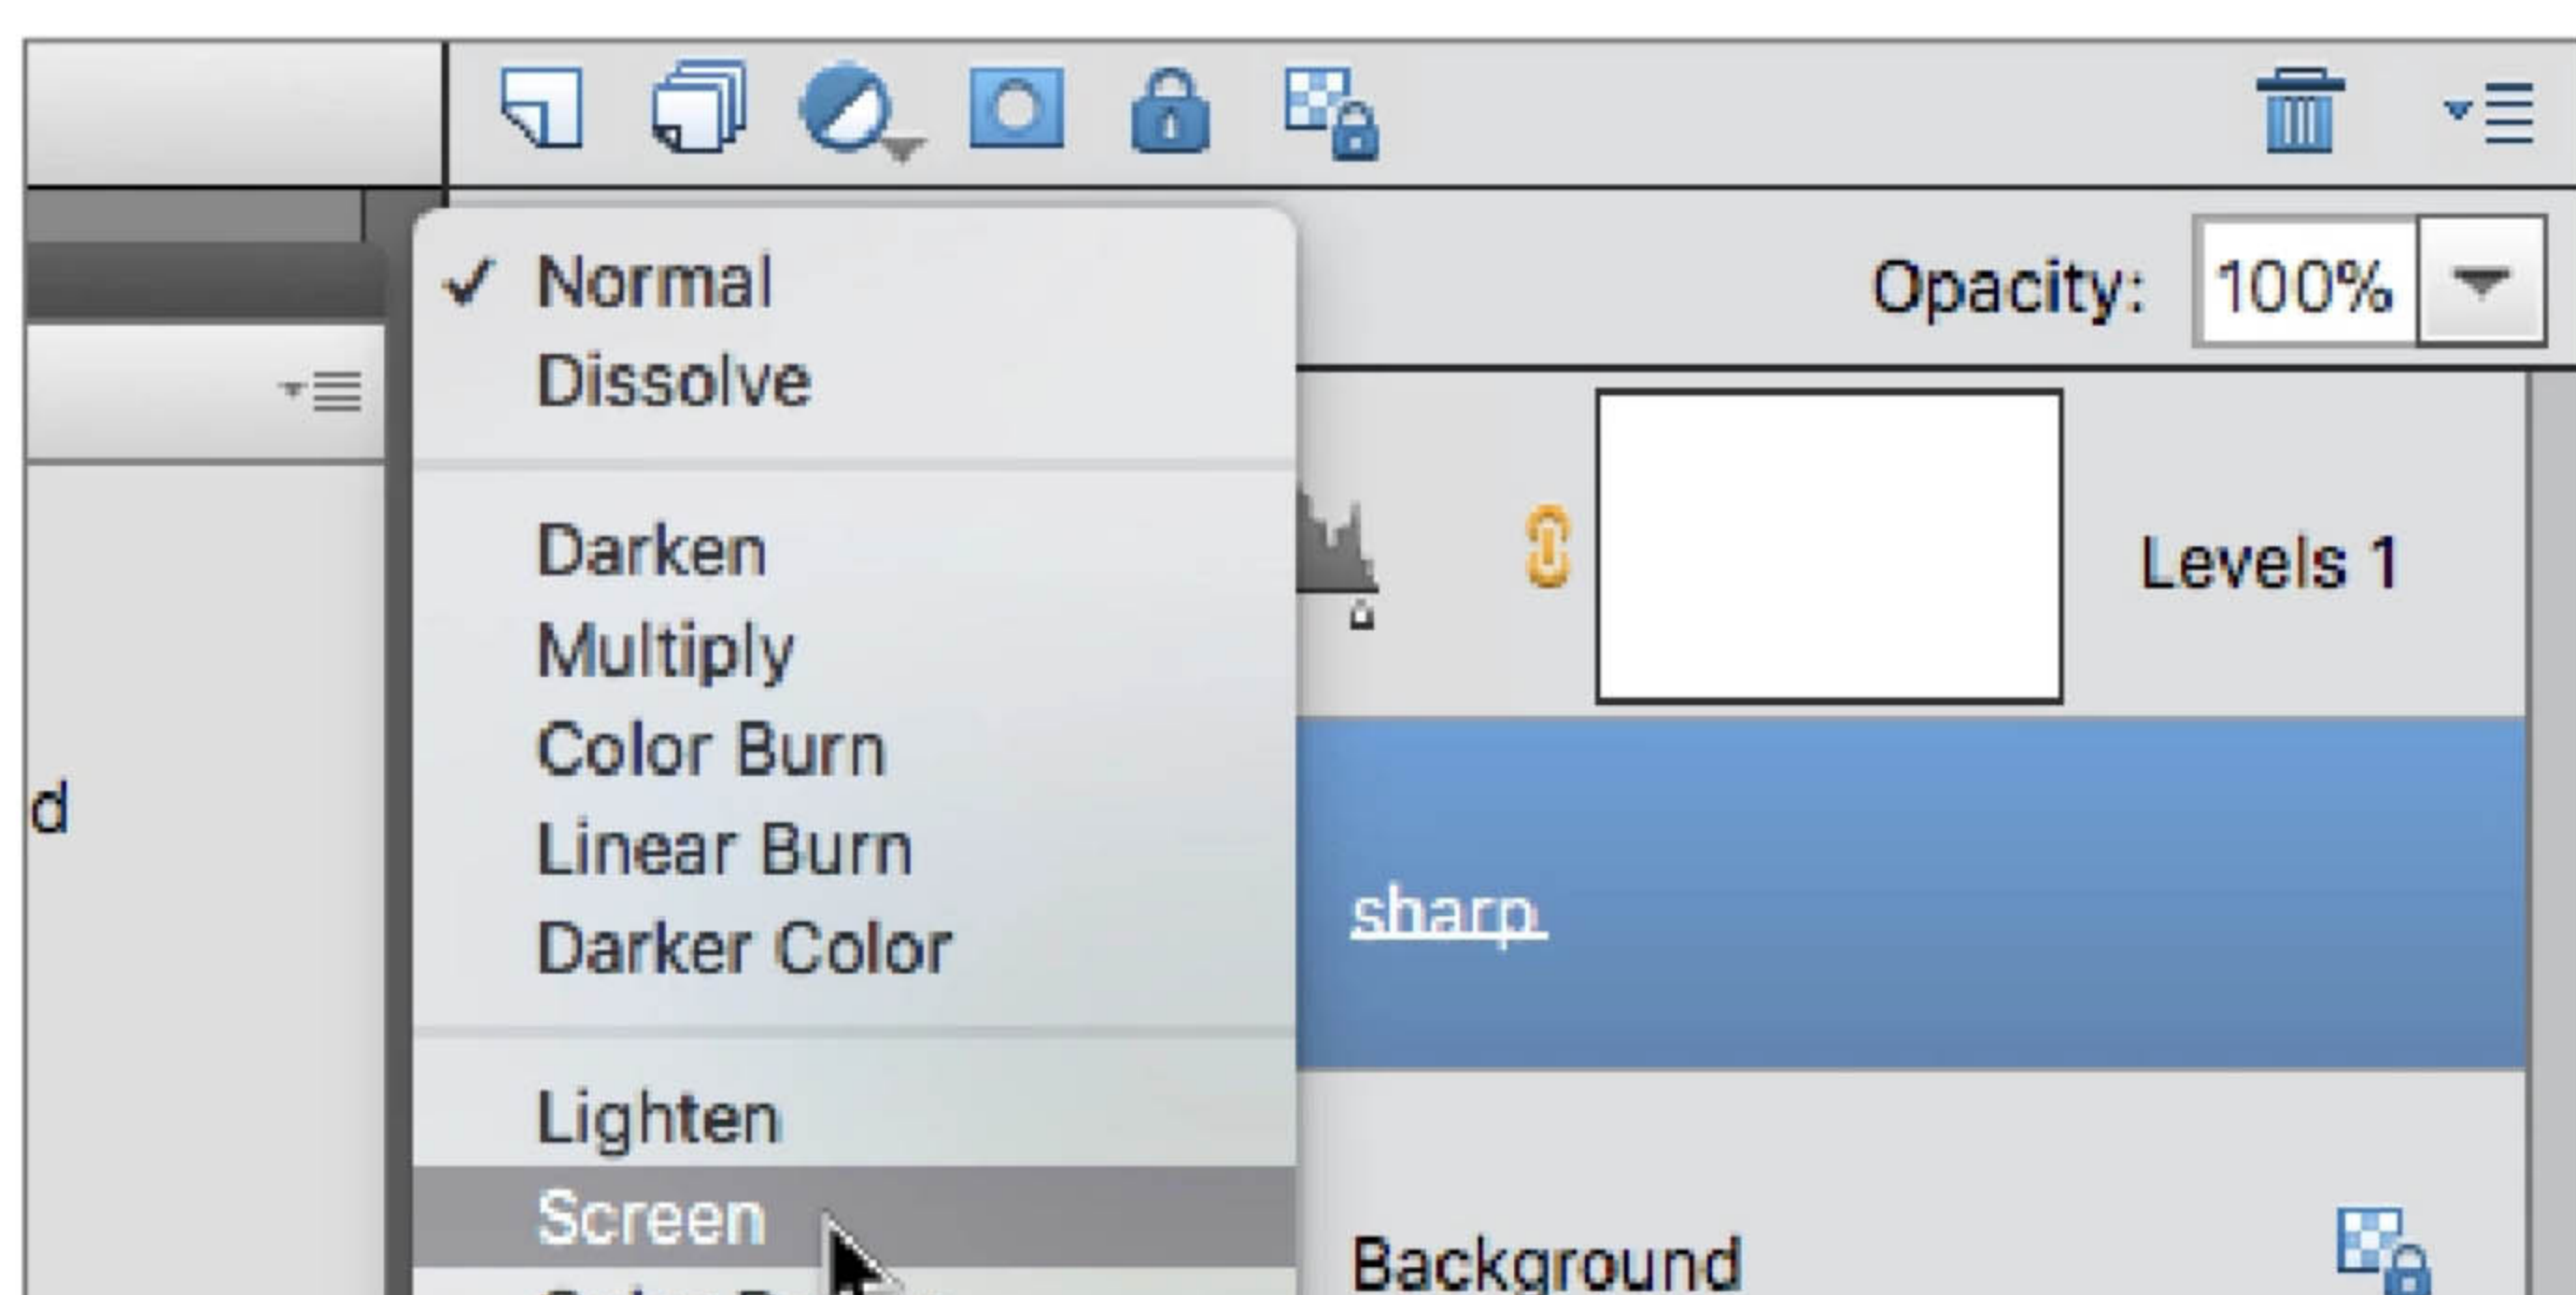 Normal
Dissolve
Darken
Multiply
Color Burn
Linear Burn
Darker Color
Lighten
Screen
Opacity: 100%
Levels 1
sharp
Background
d